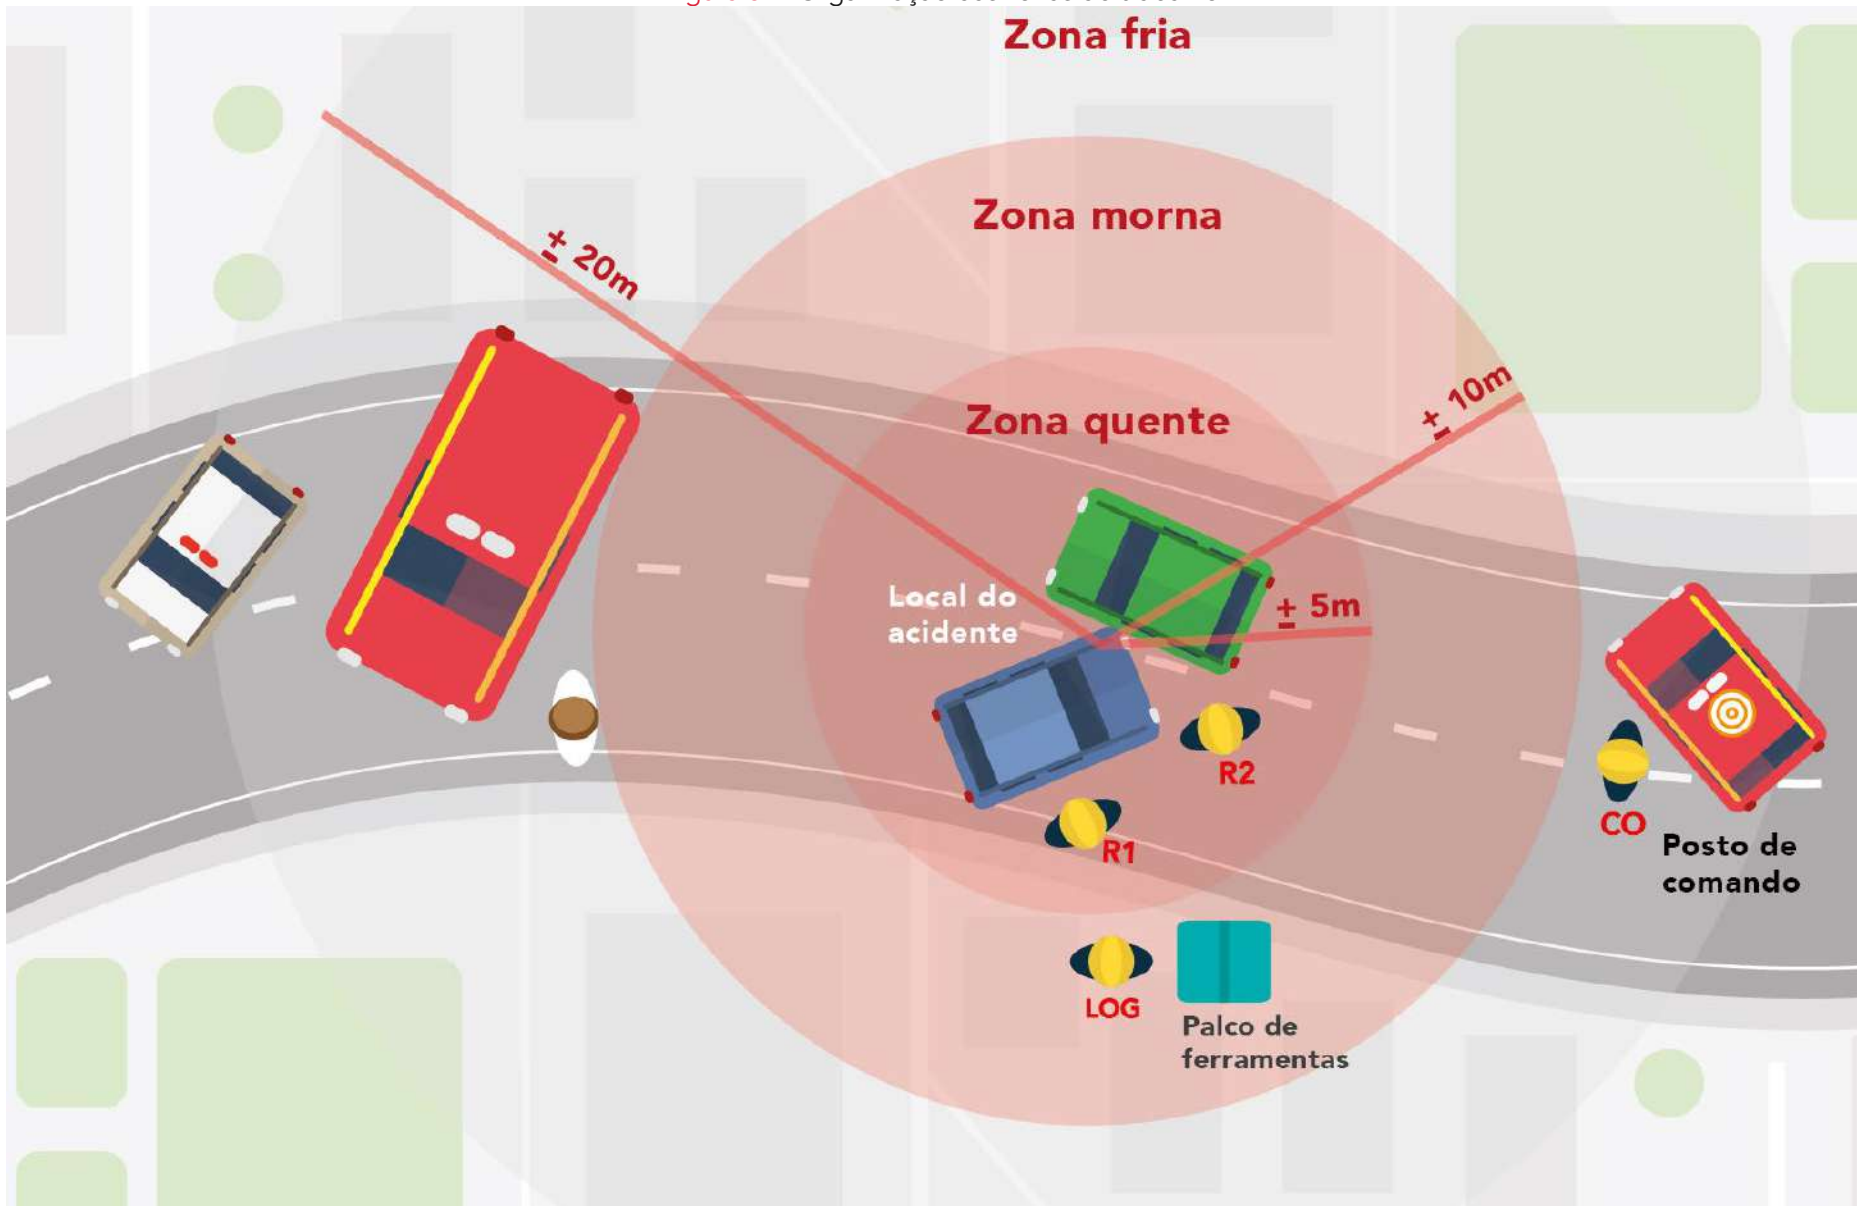 Zona fria
Zona morna
± 20m
± 10m
Zona quente
Local do
acidente
± 5m
R2
R1
CO
Posto de
comando
LOG
Palco de
ferramentas